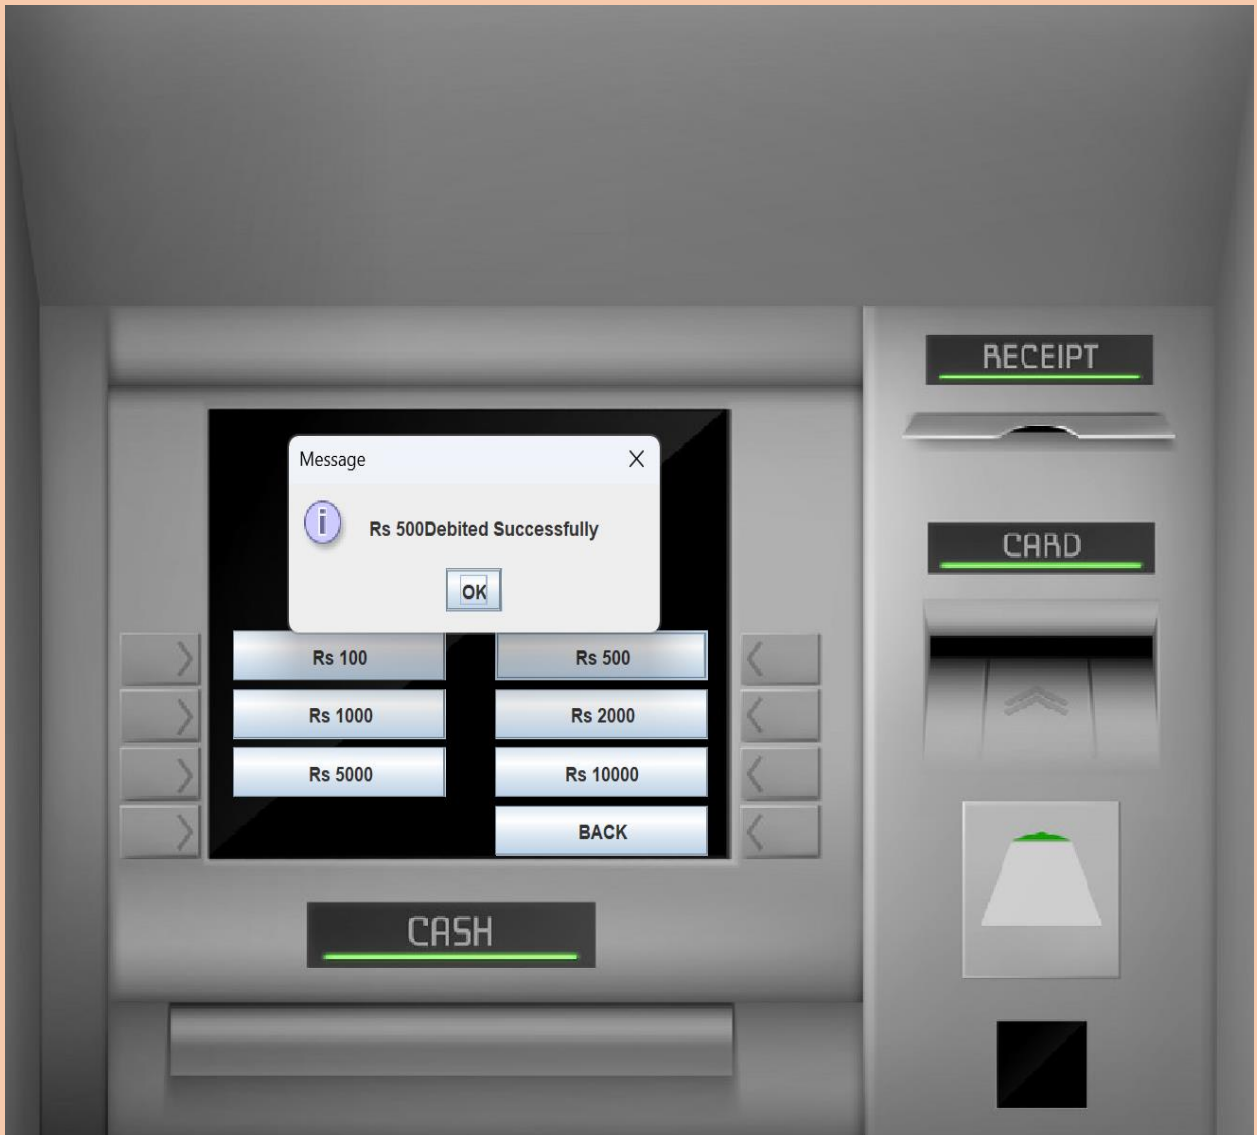 RECEIPT
Message
Rs 500Debited Successfully
CARD
OK
Rs 100
Rs 500
Rs 1000
Rs 2000
Rs 5000
Rs 10000
BACK
CASH